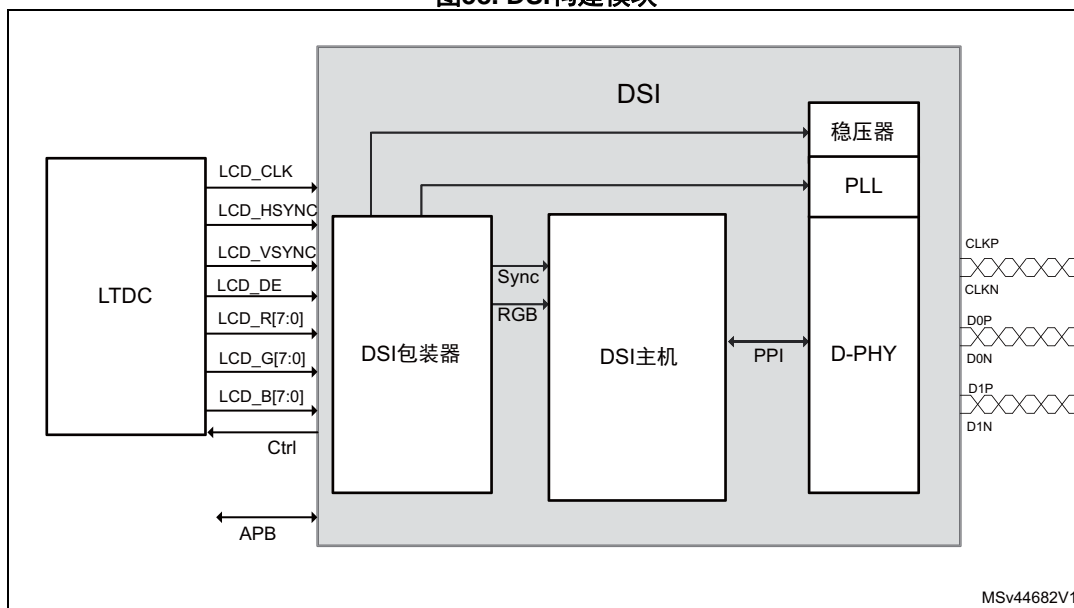 DSI
稳压器
PLL
LTDC
LCD_CLK
LCD_HSYNC
LCD_VSYNC
LCD_DE
LCD_R[7:0]
LCD_G[7:0]
LCD_B[7:0]
Ctrl
APB
DSI包装器
Sync
RGB
DSI主机
PPI
D-PHY
CLKP
CLKN
D0P
D0N
D1P
D1N
MSv44682V1